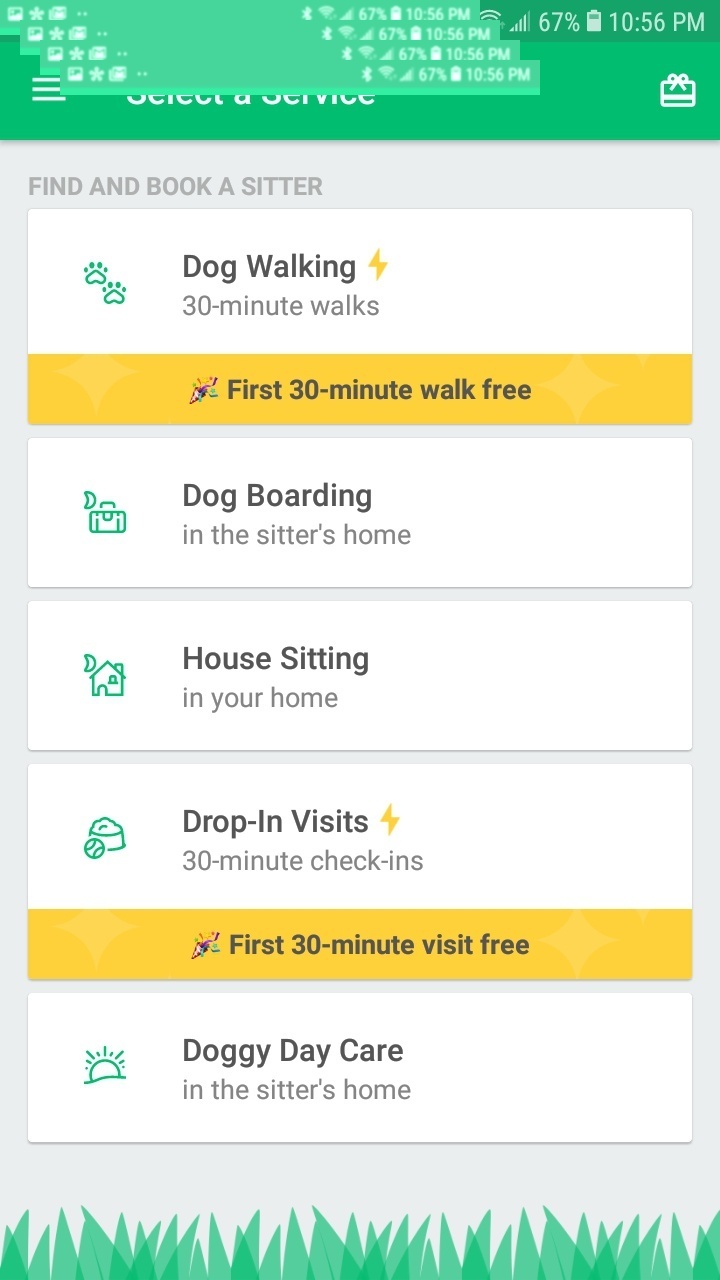 67% 10:56 PM
67% 10:56 PM
67% 10:56 PM
67% 10:56 PM
67% 10:56 PM
Select a Service
FIND AND BOOK A SITTER
Dog Walking
30-minute walks
First 30-minute walk free
Dog Boarding
in the sitter's home
House Sitting
in your home
Drop-In Visits
30-minute check-ins
First 30-minute visit free
Doggy Day Care
in the sitter's home